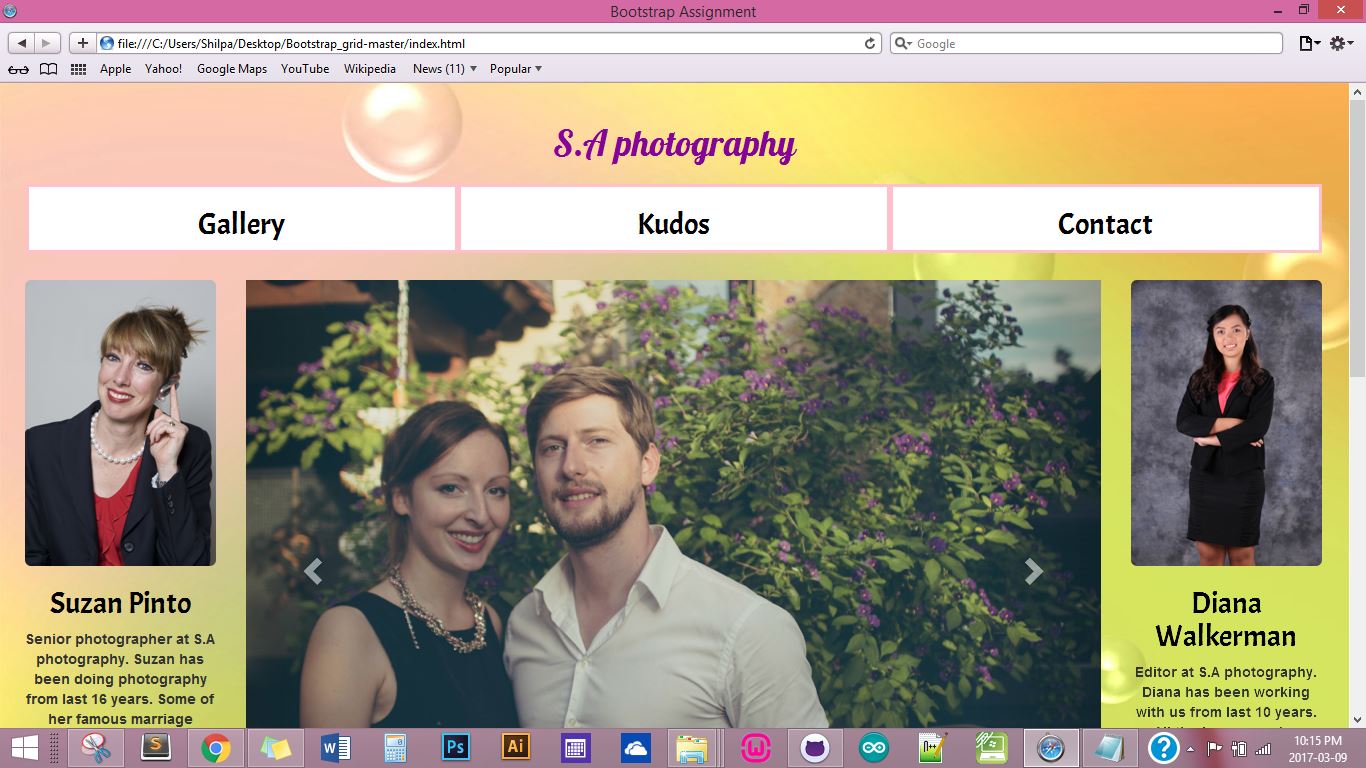 Bootstrap Assignment
file:///C:/Users/Shilpa/Desktop/Bootstrap_grid-master/index.html
Google
Apple Yahoo! Google Maps YouTube Wikipedia News (11) Popular
S.A photography
Gallery Kudos Contact
Suzan Pinto
Senior photographer at S.A
photography. Suzan has
been doing photography
from last 16 years. Some of
her famous marriage
Diana
Walkerman
Editor at S.A photography.
Diana has been working
with us from last 10 years.
S
W
Ps
Ai
10:15 PM
2017-03-09